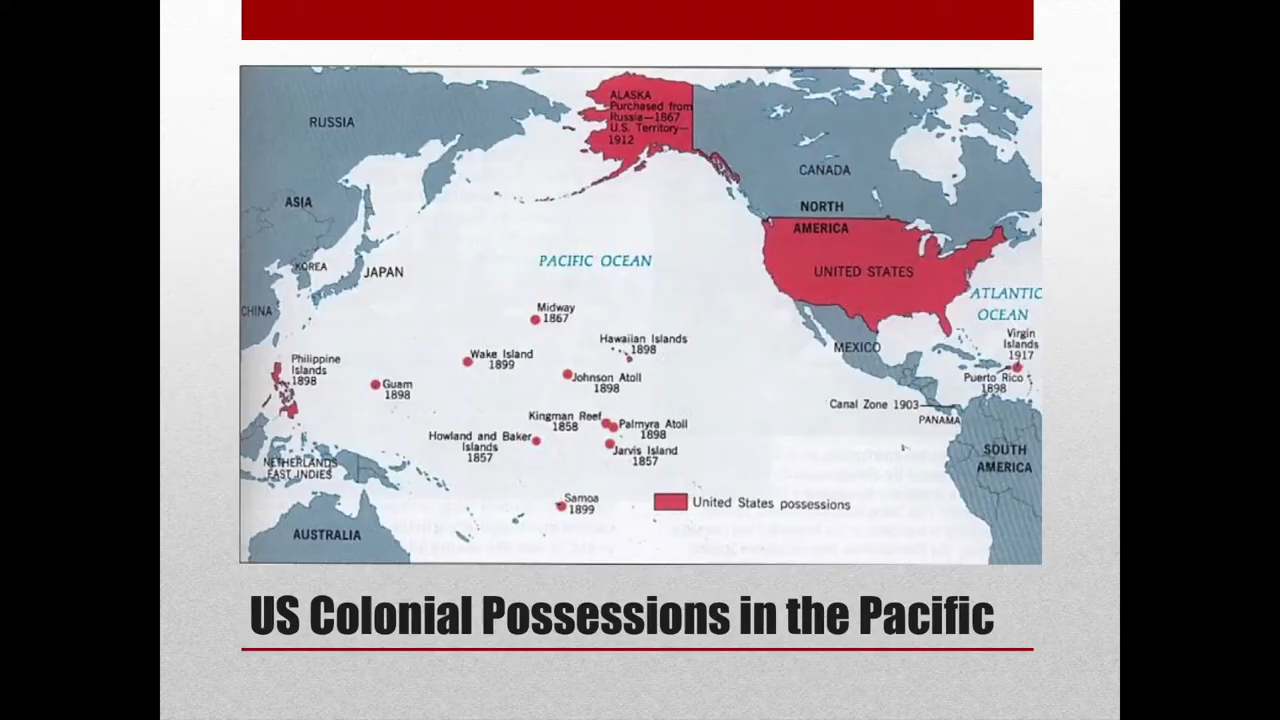 ALASKA
Purchased from
Russia—1867
U.S. Territory—
1912
RUSSIA
CANADA
ASIA
NORTH
AMERICA
KOREA
JAPAN
PACIFIC OCEAN
UNITED STATES
ATLANTIC
OCEAN
CHINA
Midway
1867
Virgin
Islands
1917
Hawaiian Islands
1898
MEXICO
Wake Island
1899
Philippine
Islands
1898
Guam
1898
Johnson Atoll
1898
Puerto Rico
1898
Canal Zone 1903
PANAMA
Kingman Reef
1858
Palmyra Atoll
1898
Howland and Baker
Islands
1857
Jarvis Island
1857
NETHERLANDS
EAST INDIES
SOUTH
AMERICA
Samoa
1899
United States possessions
AUSTRALIA
US Colonial Possessions in the Pacific